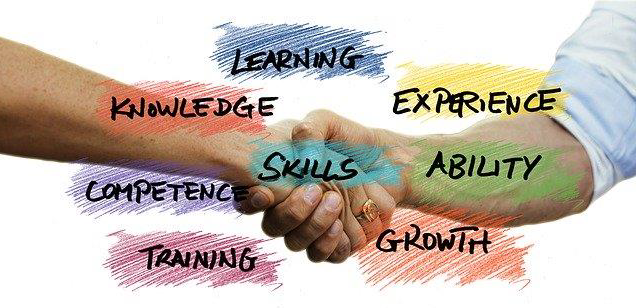 LEARNING
KNOWLEDGE
EXPERIENCE
SKILLS
ABILITY
COMPETENCE
GROWTH
TRAINING